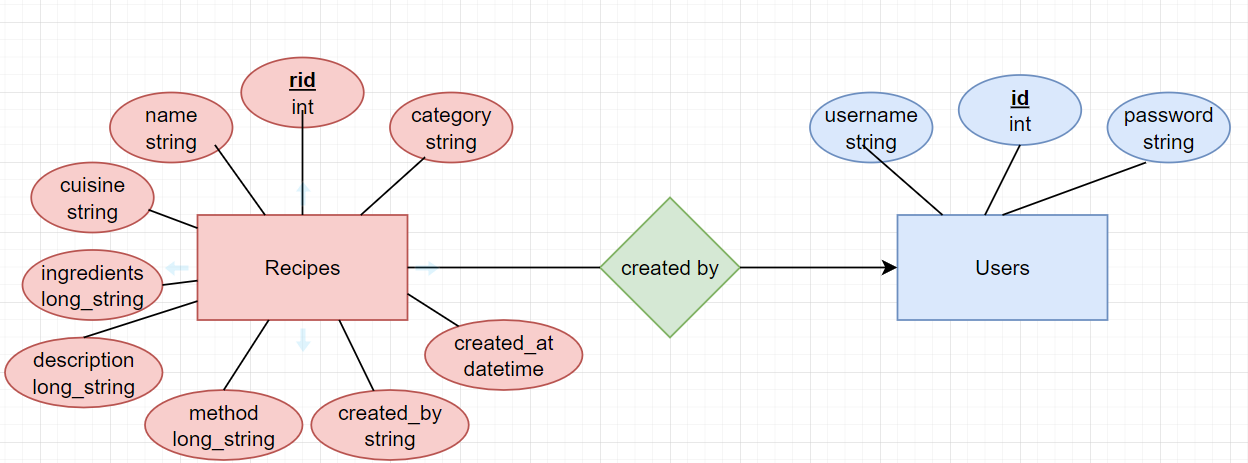 rid
int
name
string
category
string
username
string
id
int
password
string
cuisine
string
ingredients
long_string
Recipes
created by
Users
description
long_string
created_at
datetime
method
long_string
created_by
string